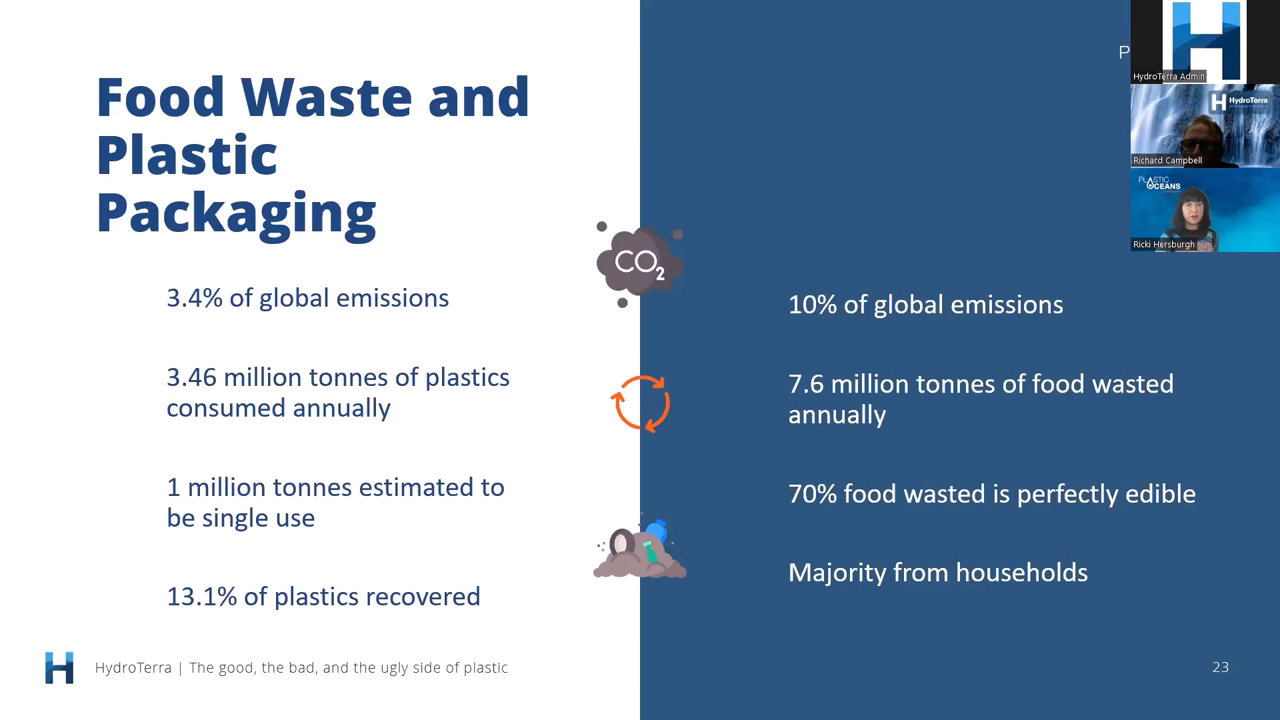 Food Waste and
Plastic
Packaging
3.4% of global emissions
3.46 million tonnes of plastics
consumed annually
1 million tonnes estimated to
be single use
13.1% of plastics recovered
CO2
10% of global emissions
7.6 million tonnes of food wasted
annually
70% food wasted is perfectly edible
Majority from households
HydroTerra | The good, the bad, and the ugly side of plastic
23
P
HydroTerra Admin
HydroTerra
Richard Campbell
PLASTIC
OCEANS
Ricki Hersburgh